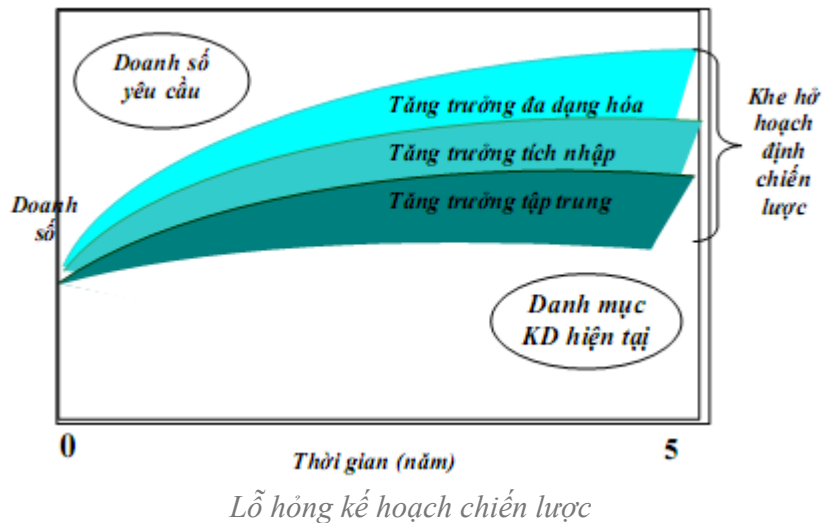 Doanh số
yêu cầu
Tăng trưởng đa dạng hóa
Tăng trưởng tích nhập
Tăng trưởng tập trung
Khe hở
hoạch
định
chiến
lược
Doanh
số
Danh mục
KD hiện tại
0
5
Thời gian (năm)
Lỗ hỏng kế hoạch chiến lược